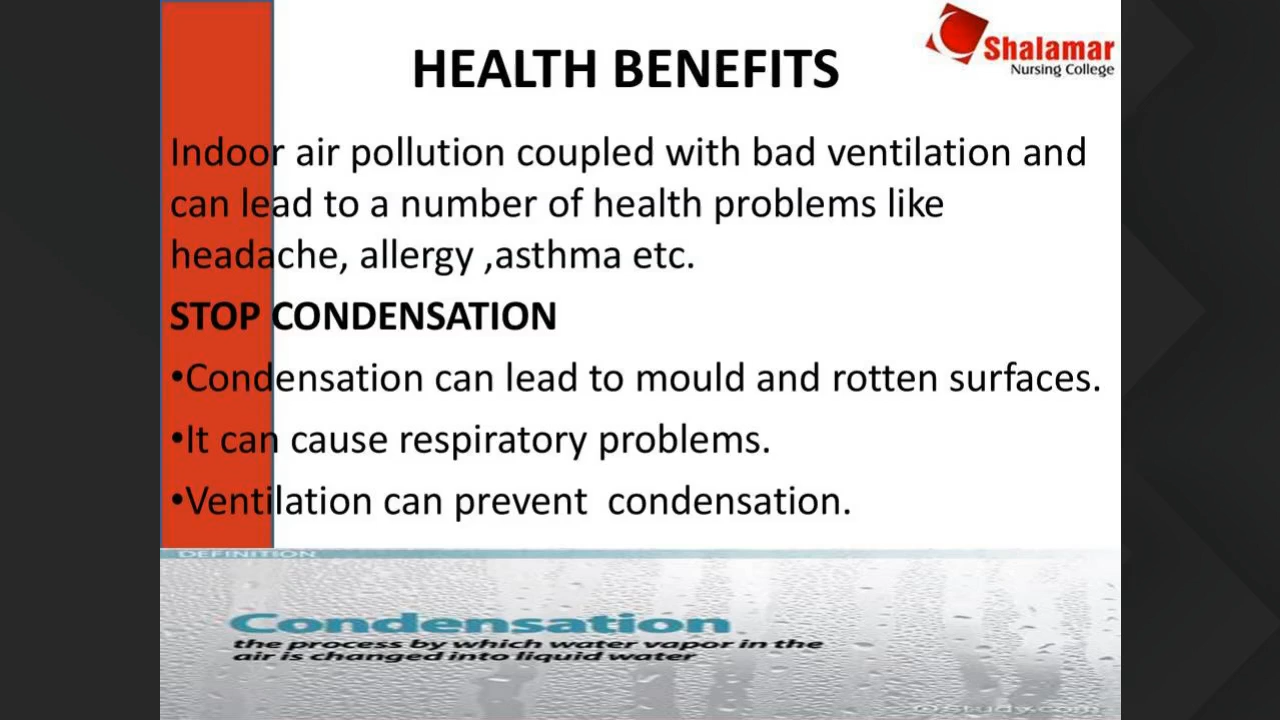 Shalamar
Nursing College
HEALTH BENEFITS
Indoor air pollution coupled with bad ventilation and
can lead to a number of health problems like
headache, allergy ,asthma etc.
STOP CONDENSATION
•Condensation can lead to mould and rotten surfaces.
•It can cause respiratory problems.
•Ventilation can prevent  condensation.
DEFINITION
Condensation
the process by which water vapor in the
air is changed into liquid water
©Study.com